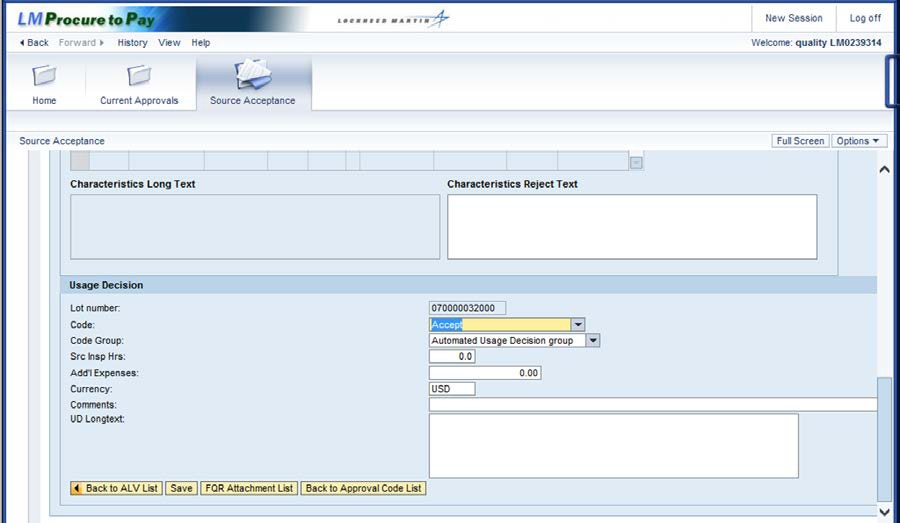 LM Procure to Pay
LOCKHEED MARTIN
New Session
Log off
Back Forward History View Help
Welcome: quality LM0239314
Home
Current Approvals
Source Acceptance
Source Acceptance
Full Screen
Options
Characteristics Long Text
Characteristics Reject Text
Usage Decision
Lot number: 070000032000
Code: Accept
Code Group: Automated Usage Decision group
Src Insp Hrs: 0.0
Add'l Expenses: 0.00
Currency: USD
Comments:
UD Longtext:
Back to ALV List Save FQR Attachment List Back to Approval Code List